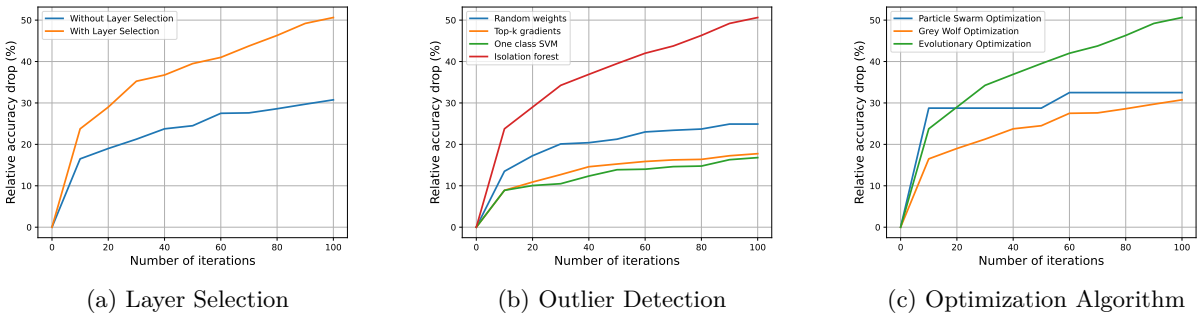 Without Layer Selection
With Layer Selection
Relative accuracy drop (%)
50
40
30
20
10
0
0 20 40 60 80 100
Number of iterations
(a) Layer Selection
Random weights
Top-k gradients
One class SVM
Isolation forest
Relative accuracy drop (%)
50
40
30
20
10
0
0 20 40 60 80 100
Number of iterations
(b) Outlier Detection
Particle Swarm Optimization
Grey Wolf Optimization
Evolutionary Optimization
Relative accuracy drop (%)
50
40
30
20
10
0
0 20 40 60 80 100
Number of iterations
(c) Optimization Algorithm